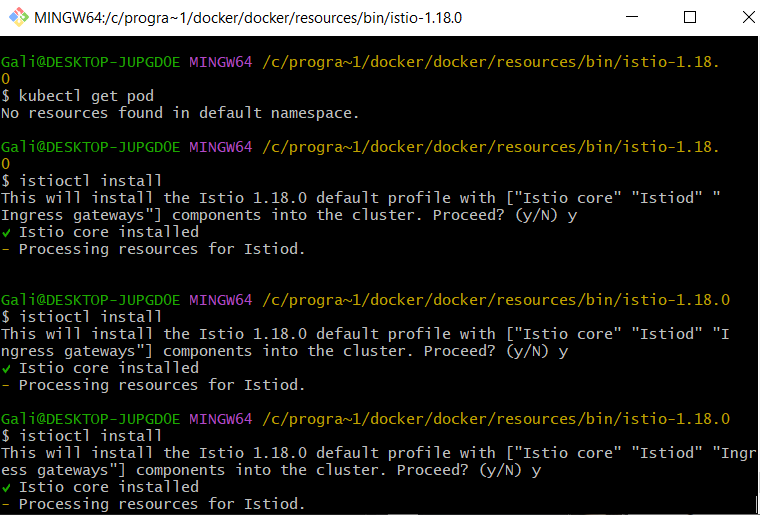 MINGW64:/c/progra~1/docker/docker/resources/bin/istio-1.18.0
Gali@DESKTOP-JUPGDOE MINGW64 /c/progra~1/docker/docker/resources/bin/istio-1.18.
0
$ kubectl get pod
No resources found in default namespace.
Gali@DESKTOP-JUPGDOE MINGW64 /c/progra~1/docker/docker/resources/bin/istio-1.18.
0
$ istioctl install
This will install the Istio 1.18.0 default profile with ["Istio core" "Istiod" "
Ingress gateways"] components into the cluster. Proceed? (y/N) y
✔ Istio core installed
- Processing resources for Istiod.
Gali@DESKTOP-JUPGDOE MINGW64 /c/progra~1/docker/docker/resources/bin/istio-1.18.0
$ istioctl install
This will install the Istio 1.18.0 default profile with ["Istio core" "Istiod" "I
ngress gateways"] components into the cluster. Proceed? (y/N) y
✔ Istio core installed
- Processing resources for Istiod.
Gali@DESKTOP-JUPGDOE MINGW64 /c/progra~1/docker/docker/resources/bin/istio-1.18.0
$ istioctl install
This will install the Istio 1.18.0 default profile with ["Istio core" "Istiod" "Ingr
ess gateways"] components into the cluster. Proceed? (y/N) y
✔ Istio core installed
- Processing resources for Istiod.